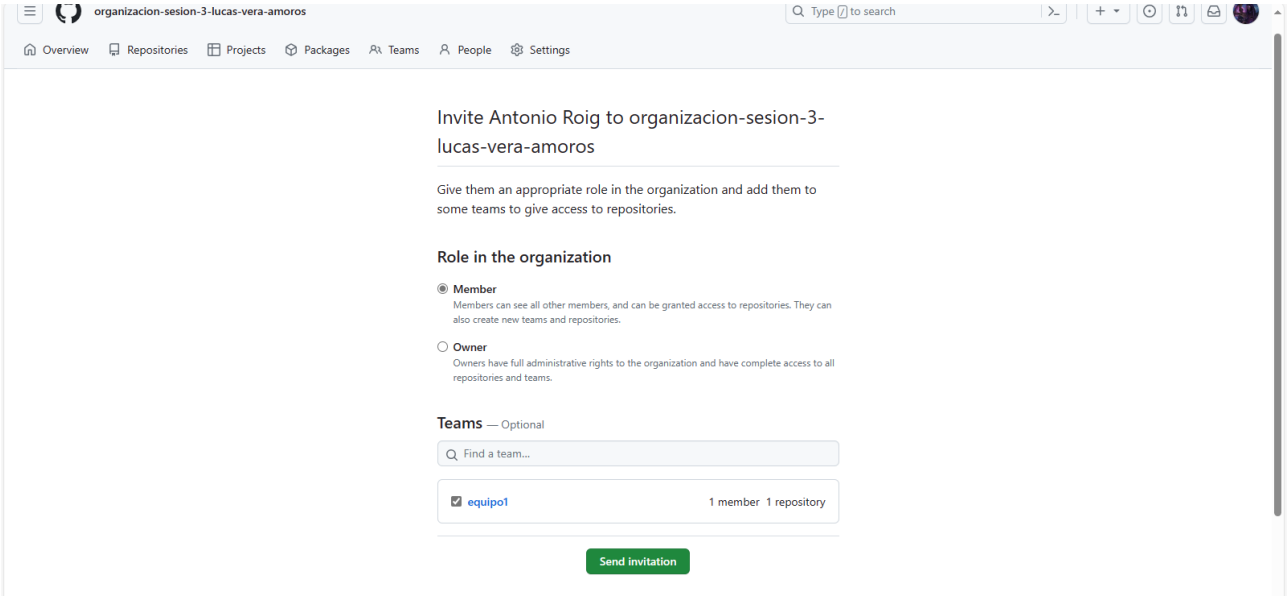 organizacion-sesion-3-lucas-vera-amoros
Type / to search
Overview
Repositories
Projects
Packages
Teams
People
Settings
Invite Antonio Roig to organizacion-sesion-3-
lucas-vera-amoros
Give them an appropriate role in the organization and add them to
some teams to give access to repositories.
Role in the organization
Member
Members can see all other members, and can be granted access to repositories. They can
also create new teams and repositories.
Owner
Owners have full administrative rights to the organization and have complete access to all
repositories and teams.
Teams — Optional
Find a team...
equipo1 1 member 1 repository
Send invitation